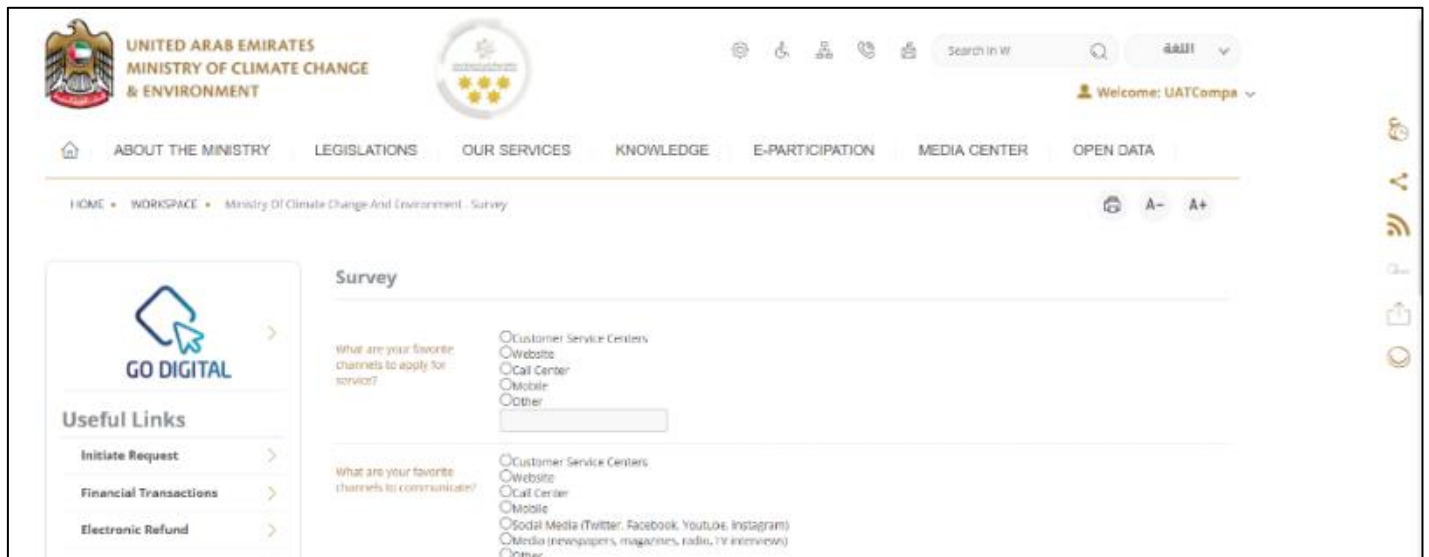 UNITED ARAB EMIRATES
MINISTRY OF CLIMATE CHANGE
& ENVIRONMENT
Search in W
اللغة
Welcome: UATCompa
ABOUT THE MINISTRY LEGISLATIONS OUR SERVICES KNOWLEDGE E-PARTICIPATION MEDIA CENTER OPEN DATA
HOME • WORKSPACE • Ministry Of Climate Change And Environment - Survey
A- A+
GO DIGITAL
Useful Links
Initiate Request
Financial Transactions
Electronic Refund
Survey
What are your favorite
channels to apply for
service?
Customer Service Centers
Website
Call Center
Mobile
Other
What are your favorite
channels to communicate?
Customer Service Centers
Website
Call Center
Mobile
Social Media (Twitter, Facebook, Youtube, Instagram)
Media (newspapers, magazines, radio, TV interviews)
Other